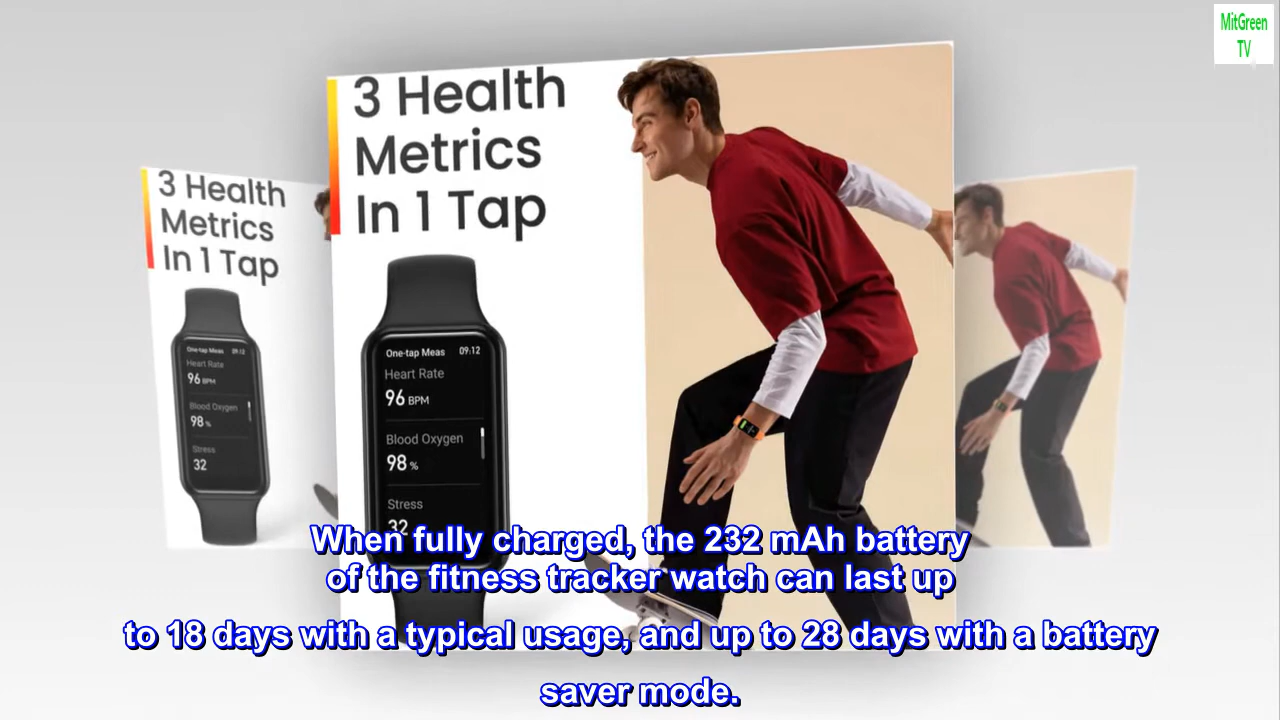 MitGreen
TV
3 Health
Metrics
In 1 Tap
3 Health
Metrics
In 1 Tap
One-tap Meas 09:12
Heart Rate
96 BPM
Blood Oxygen
98 %
Stress
32
One-tap Meas 09:12
Heart Rate
96 BPM
Blood Oxygen
98 %
Stress
32
When fully charged, the 232 mAh battery
of the fitness tracker watch can last up
to 18 days with a typical usage, and up to 28 days with a battery
saver mode.